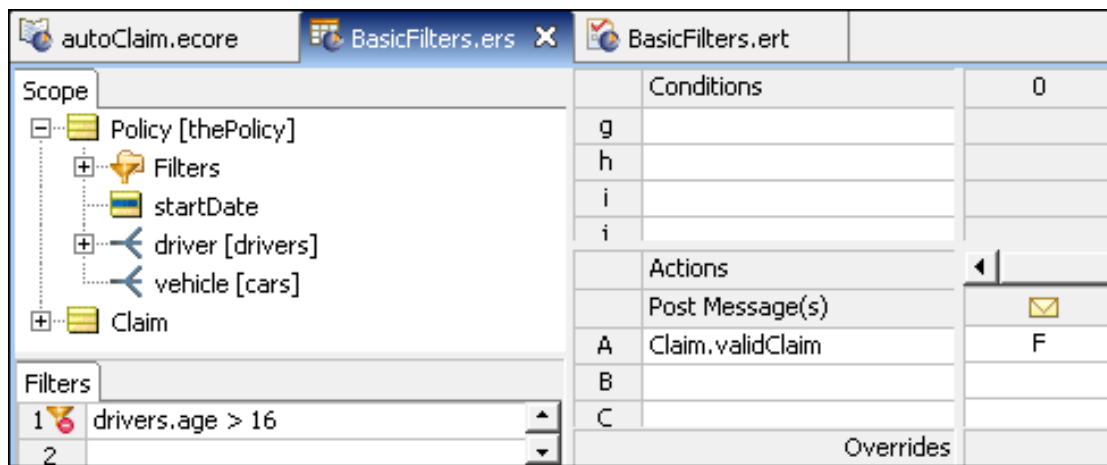 autoClaim.ecore BasicFilters.ers BasicFilters.ert
Scope
Policy [thePolicy]
Filters
startDate
driver [drivers]
vehicle [cars]
Claim
Filters
1 drivers.age > 16
2
Conditions 0
g
h
i
j
Actions
Post Message(s)
A Claim.validClaim F
B
C
Overrides